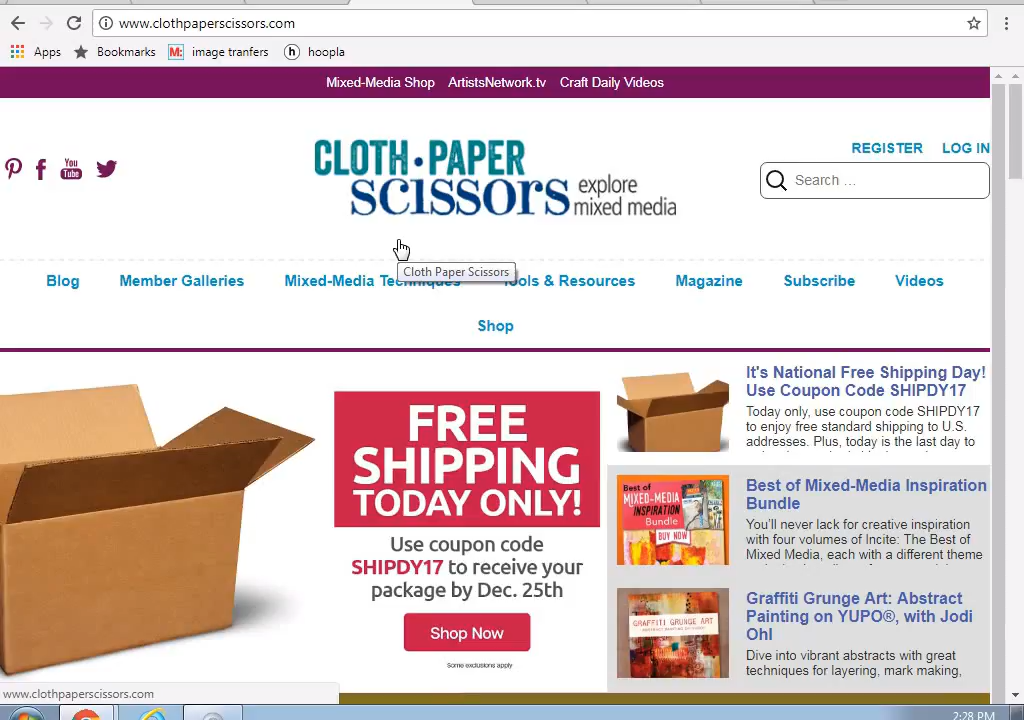 www.clothpaperscissors.com
Apps Bookmarks M: image tranfers h hoopla
Mixed-Media Shop ArtistsNetwork.tv Craft Daily Videos
CLOTH·PAPER
scissors explore
mixed media
REGISTER LOG IN
You
Tube
Search ...
Cloth Paper Scissors
Blog Member Galleries Mixed-Media Techniques Tools & Resources Magazine Subscribe Videos
Shop
FREE
SHIPPING
TODAY ONLY!
Use coupon code
SHIPDY17 to receive your
package by Dec. 25th
Shop Now
Some exclusions apply
It's National Free Shipping Day!
Use Coupon Code SHIPDY17
Today only, use coupon code SHIPDY17
to enjoy free standard shipping to U.S.
addresses. Plus, today is the last day to
Best of
MIXED-MEDIA
INSPIRATION
Bundle
BUY NOW
Best of Mixed-Media Inspiration
Bundle
You'll never lack for creative inspiration
with four volumes of Incite: The Best of
Mixed Media, each with a different theme
GRAFFITI GRUNGE ART
Graffiti Grunge Art: Abstract
Painting on YUPO®, with Jodi
Ohl
Dive into vibrant abstracts with great
techniques for layering, mark making,
www.clothpaperscissors.com
2:28 PM